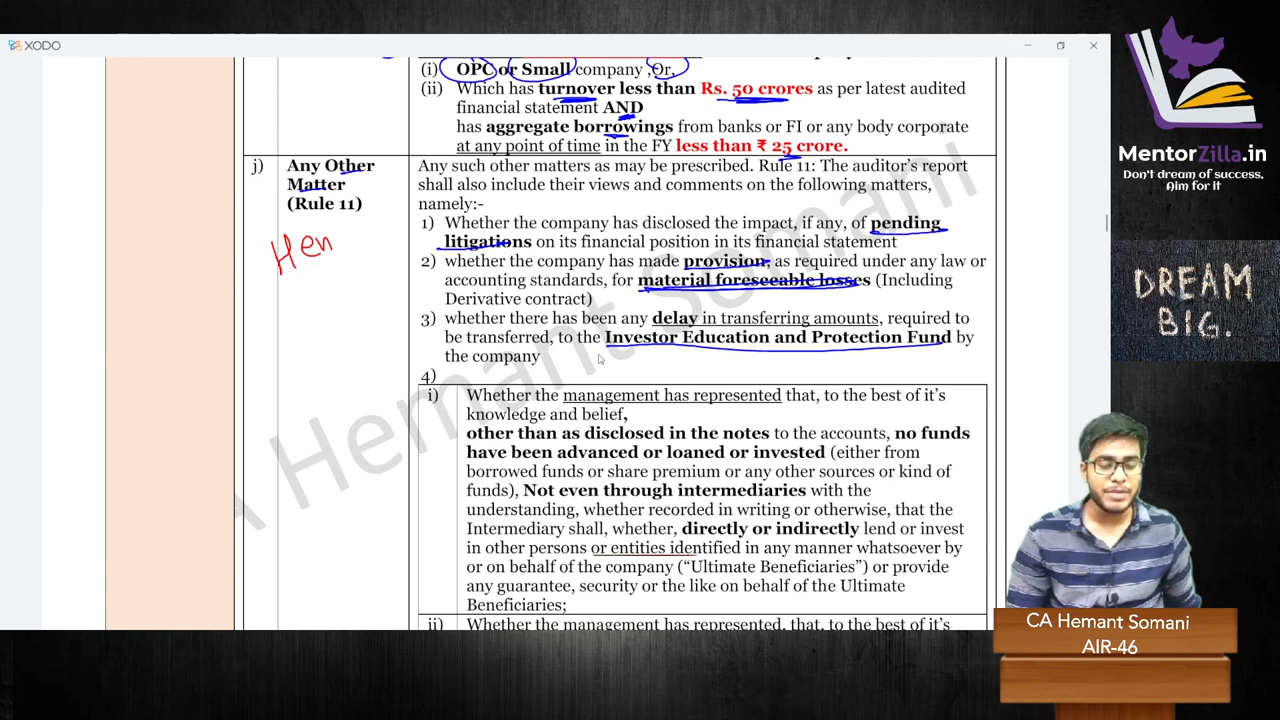 XODO
(i) OPC or Small company ,Or,
(ii) Which has turnover less than Rs. 50 crores as per latest audited
financial statement AND
has aggregate borrowings from banks or FI or any body corporate
at any point of time in the FY less than ₹ 25 crore.
j) Any Other
Matter
(Rule 11)
Hem
Any such other matters as may be prescribed. Rule 11: The auditor's report
shall also include their views and comments on the following matters,
namely:-
1) Whether the company has disclosed the impact, if any, of pending
litigations on its financial position in its financial statement
2) whether the company has made provision, as required under any law or
accounting standards, for material foreseeable losses (Including
Derivative contract)
3) whether there has been any delay in transferring amounts, required to
be transferred, to the Investor Education and Protection Fund by
the company
4)
i) Whether the management has represented that, to the best of it's
knowledge and belief,
other than as disclosed in the notes to the accounts, no funds
have been advanced or loaned or invested (either from
borrowed funds or share premium or any other sources or kind of
funds), Not even through intermediaries with the
understanding, whether recorded in writing or otherwise, that the
Intermediary shall, whether, directly or indirectly lend or invest
in other persons or entities identified in any manner whatsoever by
or on behalf of the company ("Ultimate Beneficiaries") or provide
any guarantee, security or the like on behalf of the Ultimate
Beneficiaries;
ii) Whether the management has represented, that, to the best of it's
A Hemant Somani
MentorZilla.in
Don't dream of success,
Aim for it
DREAM
BIG.
CA Hemant Somani
AIR-46